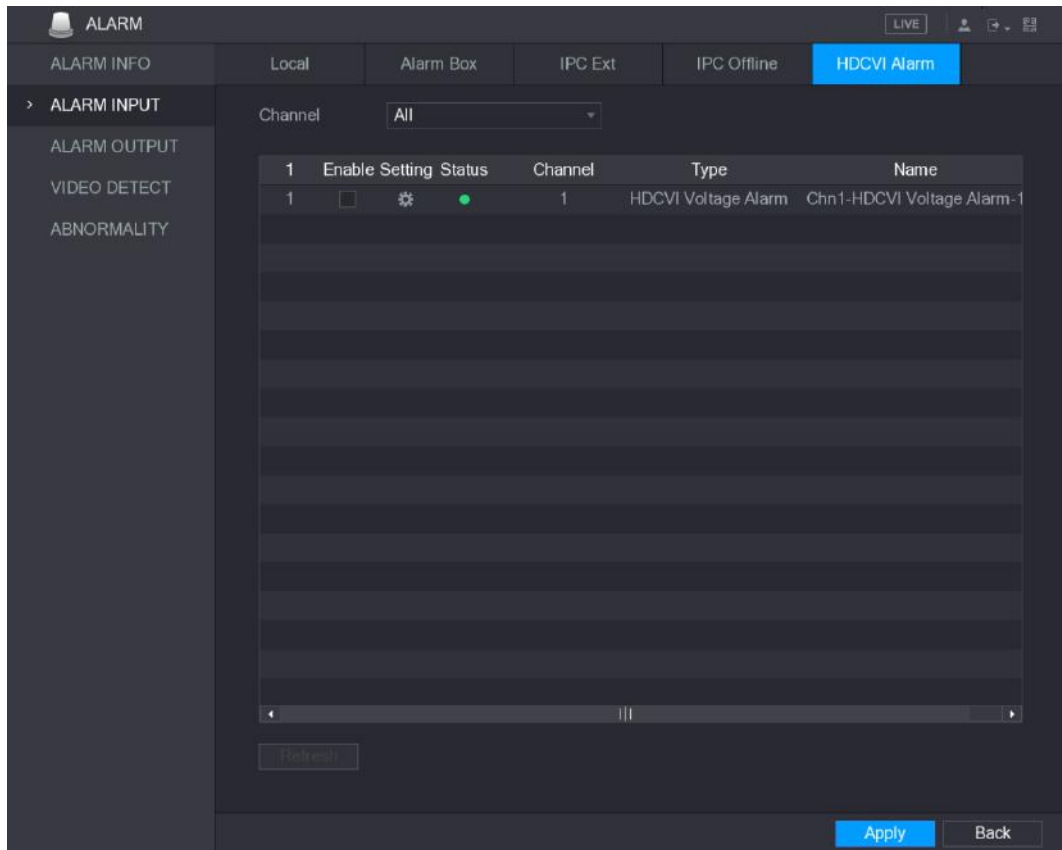 ALARM
LIVE
ALARM INFO
ALARM INPUT
ALARM OUTPUT
VIDEO DETECT
ABNORMALITY
Local Alarm Box IPC Ext IPC Offline HDCVI Alarm
Channel All
1 Enable Setting Status Channel Type Name
1 1 HDCVI Voltage Alarm Chn1-HDCVI Voltage Alarm-1
Refresh
Apply Back